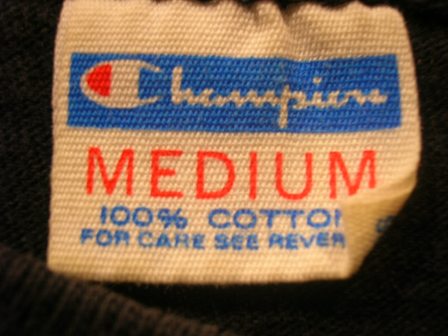 Champion
MEDIUM
100% COTTO
FOR CARE SEE REVER